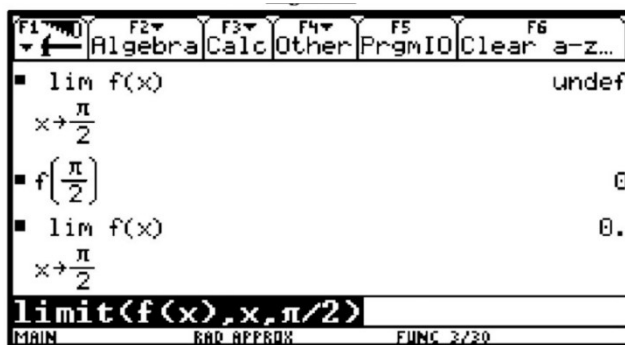 F1 F2 F3 F4 F5 F6
Algebra Calc Other PrgmIO Clear a-z…
lim f(x) undef
x→π/2
f(π/2) 0
lim f(x) 0.
x→π/2
limit(f(x),x,π/2)
MAIN RAD APPROX FUNC 3/30